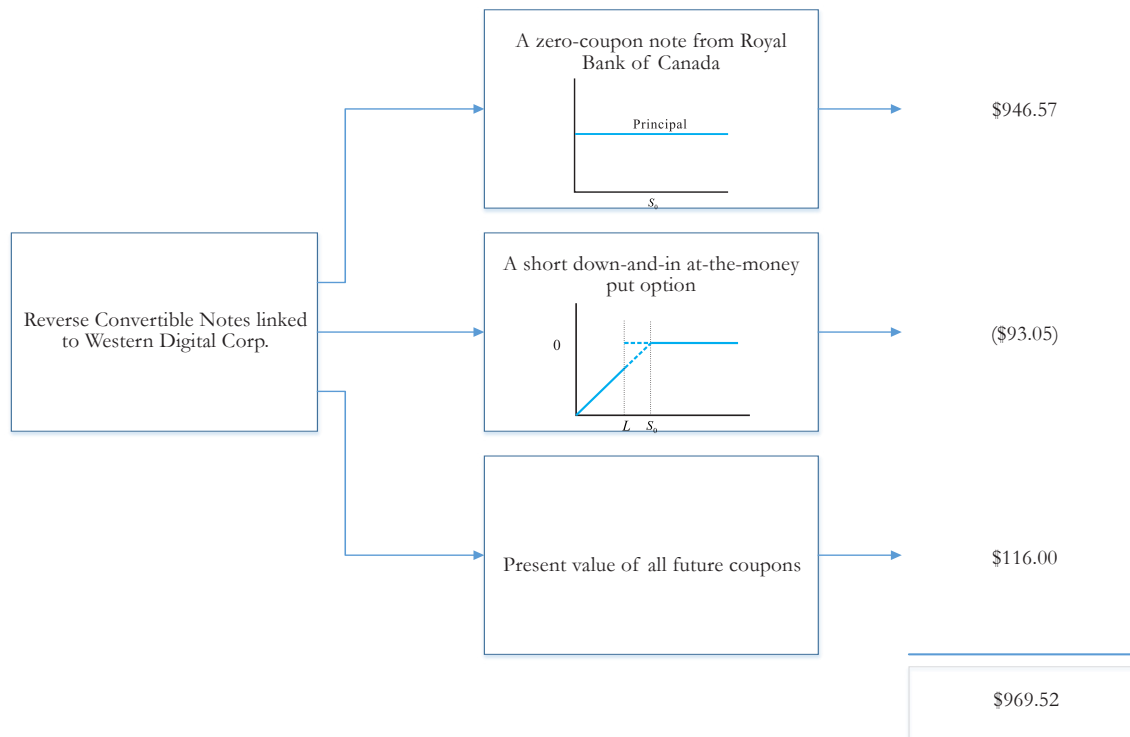 A zero-coupon note from Royal
Bank of Canada
Principal
S₀
$946.57
Reverse Convertible Notes linked
to Western Digital Corp.
A short down-and-in at-the-money
put option
0
L S₀
($93.05)
Present value of all future coupons
$116.00
$969.52